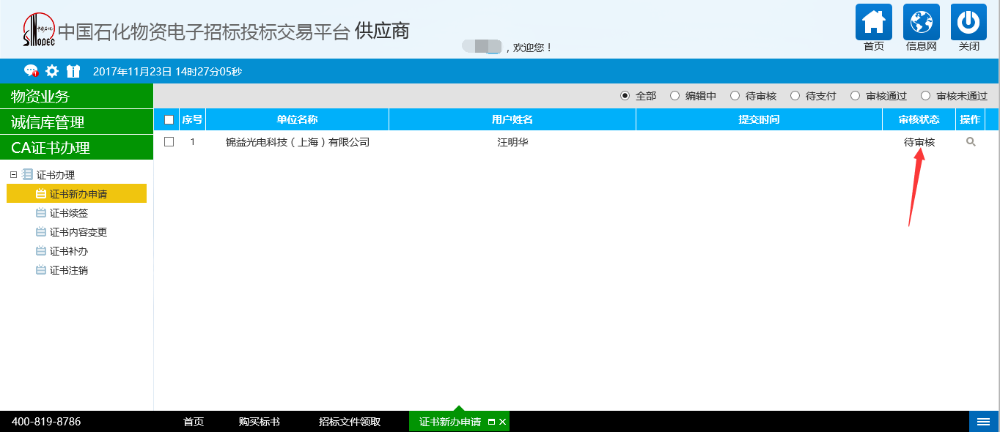 中国石化物资电子招标投标交易平台 供应商
SINOPEC
，欢迎您！
首页 信息网 关闭
2017年11月23日 14时27分05秒
物资业务
全部 编辑中 待审核 待支付 审核通过 审核未通过
诚信库管理
序号 单位名称 用户姓名 提交时间 审核状态 操作
CA证书办理
1 锦益光电科技（上海）有限公司 汪明华 待审核
证书办理
证书新办申请
证书续签
证书内容变更
证书补办
证书注销
400-819-8786 首页 购买标书 招标文件领取 证书新办申请